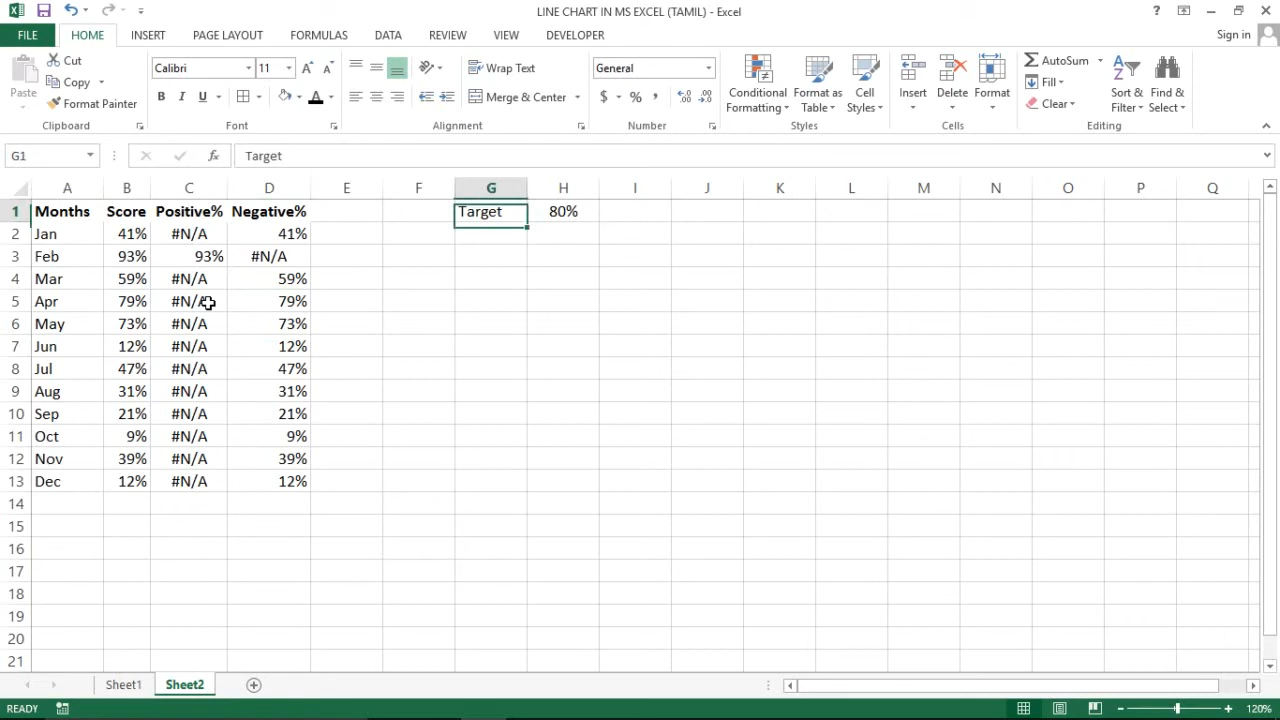 LINE CHART IN MS EXCEL (TAMIL) - Excel
? Sign in
FILE HOME INSERT PAGE LAYOUT FORMULAS DATA REVIEW VIEW DEVELOPER
Paste Cut Copy Format Painter
Calibri 11
Wrap Text
Merge & Center
General
Conditional Formatting
Format as Table
Cell Styles
Insert Delete Format
AutoSum
Fill
Clear
Sort & Filter
Find & Select
Clipboard Font Alignment Number Styles Cells Editing
G1 Target
A B C D E F G H I J K L M N O P Q
1 Months Score Positive% Negative% Target 80%
2 Jan 41% #N/A 41%
3 Feb 93% 93% #N/A
4 Mar 59% #N/A 59%
5 Apr 79% #N/A 79%
6 May 73% #N/A 73%
7 Jun 12% #N/A 12%
8 Jul 47% #N/A 47%
9 Aug 31% #N/A 31%
10 Sep 21% #N/A 21%
11 Oct 9% #N/A 9%
12 Nov 39% #N/A 39%
13 Dec 12% #N/A 12%
14
15
16
17
18
19
20
21
Sheet1 Sheet2
READY 120%